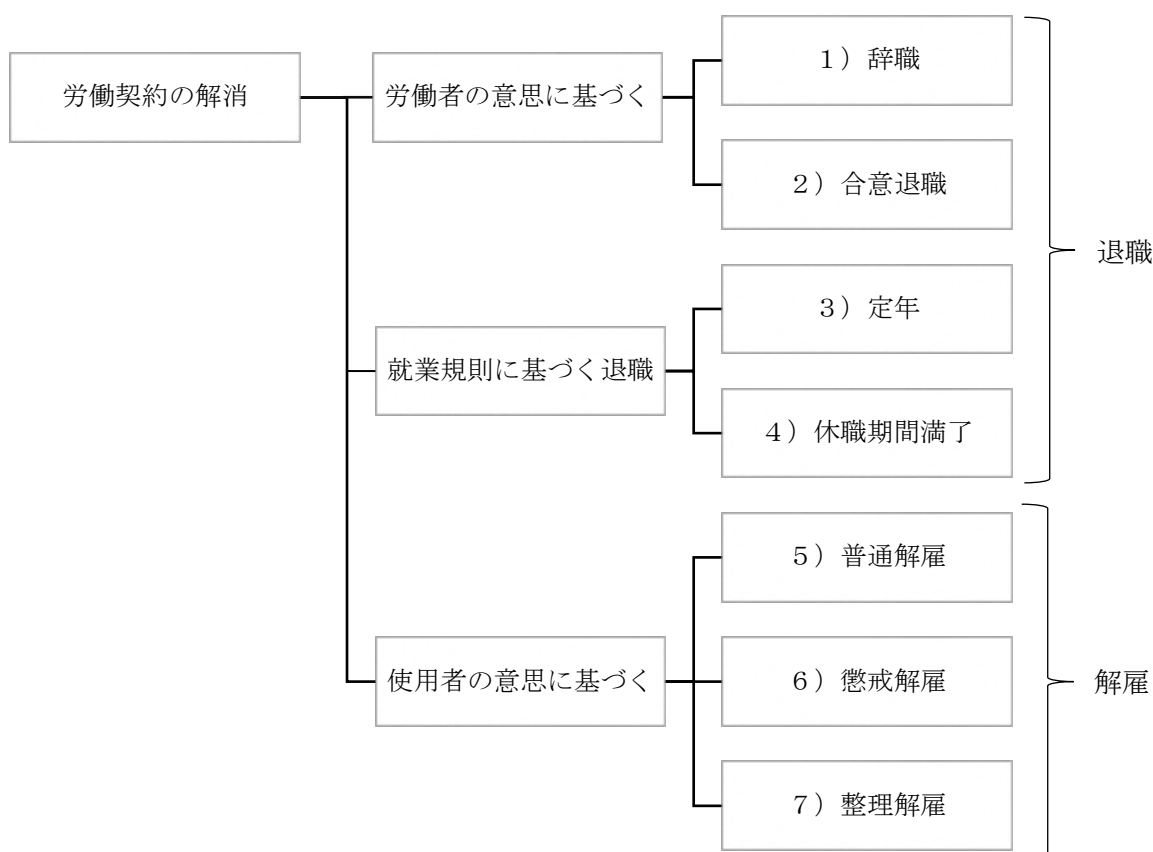 労働契約の解消
労働者の意思に基づく
１）辞職
２）合意退職
就業規則に基づく退職
３）定年
４）休職期間満了
退職
使用者の意思に基づく
５）普通解雇
６）懲戒解雇
７）整理解雇
解雇